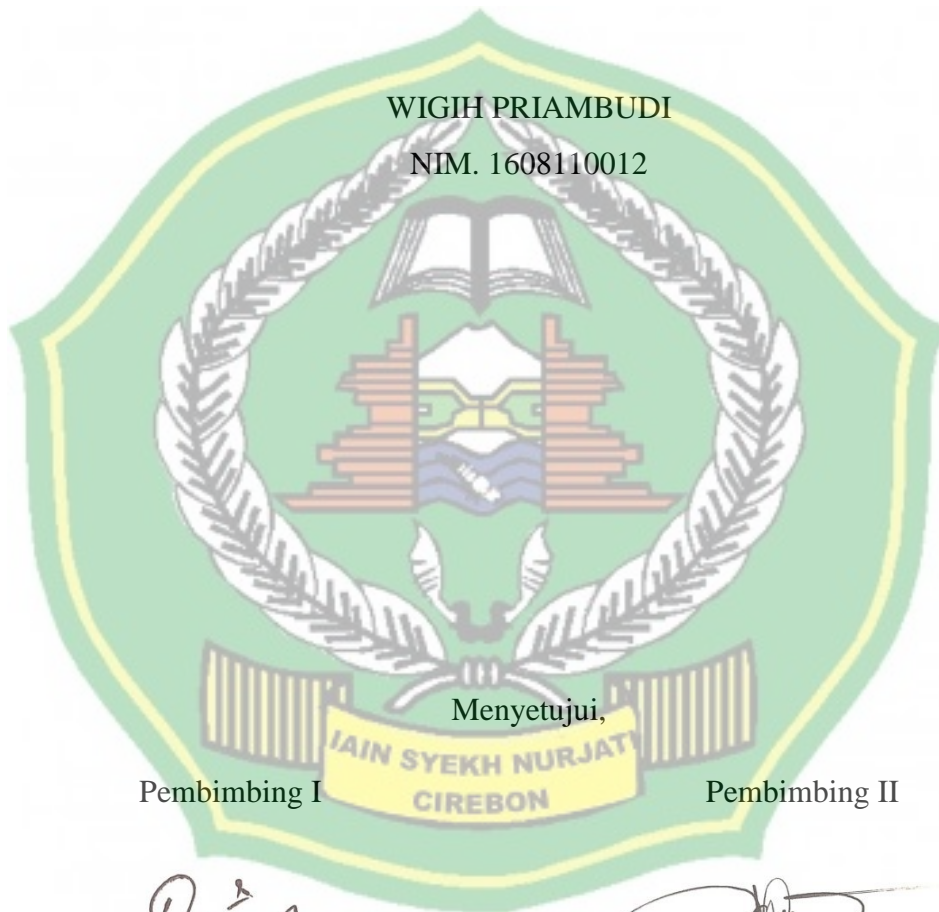 WIGIH PRIAMBUDI
NIM. 1608110012
Menyetujui,
IAIN SYEKH NURJATI
CIREBON
Pembimbing I
Pembimbing II